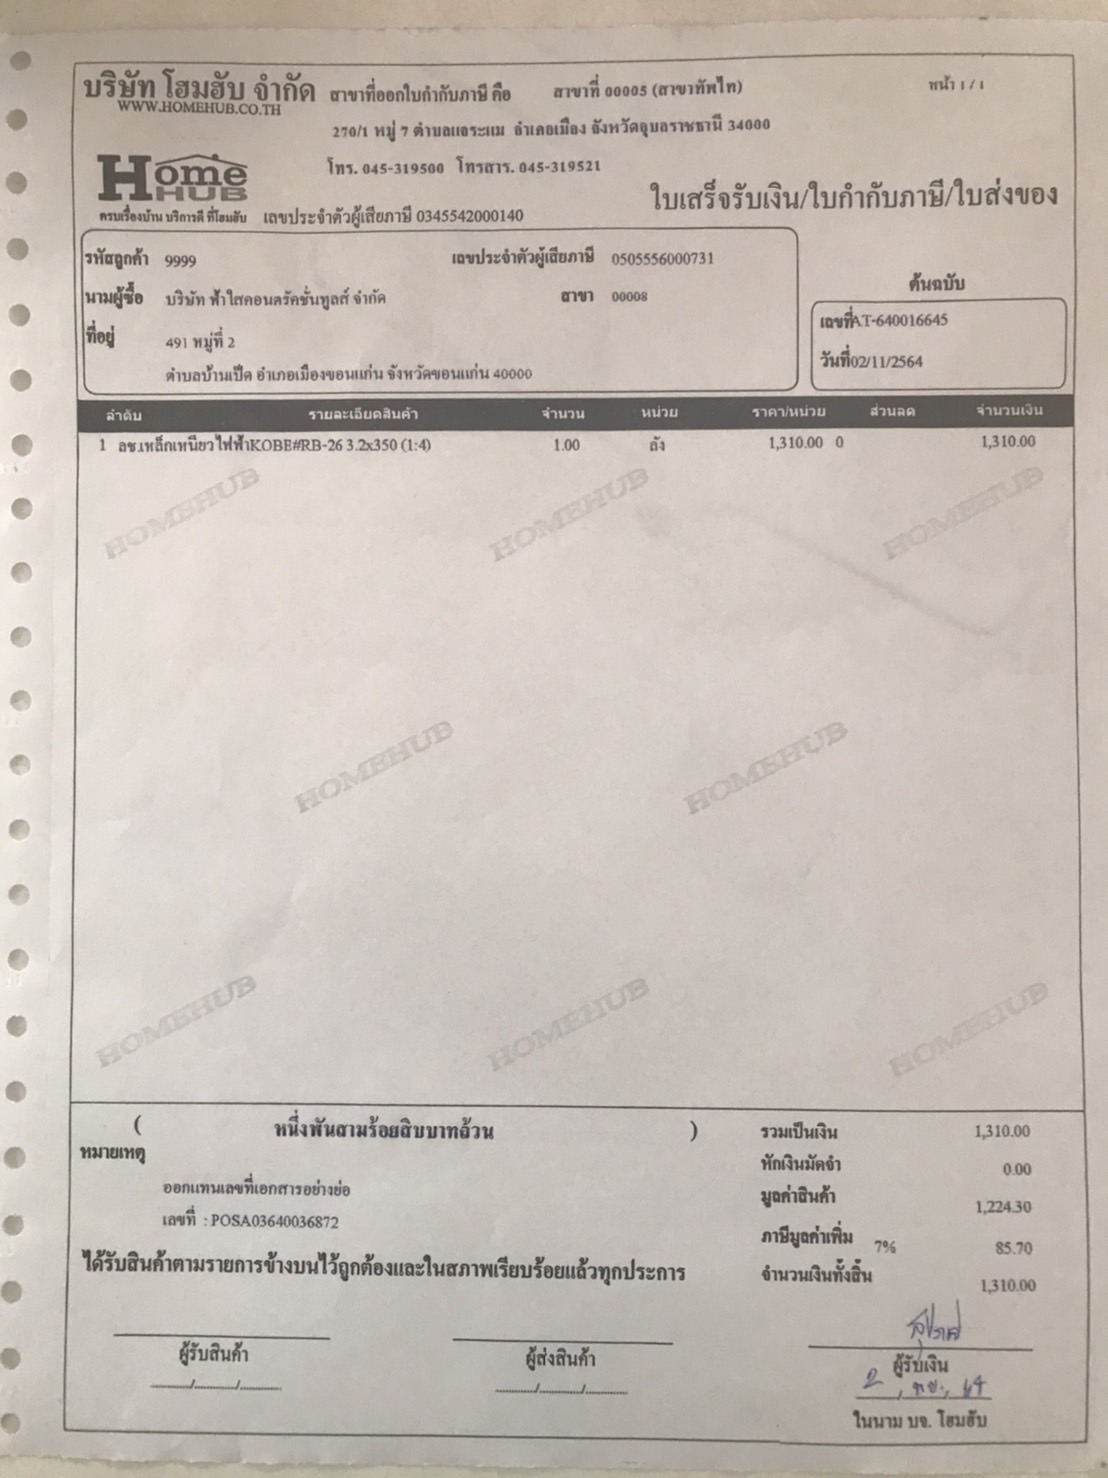 บริษัท โฮมฮับ จำกัด สาขาที่ออกใบกำกับภาษี คือ สาขาที่ 00005 (สาขาทัพไท) หน้า 1 / 1
WWW.HOMEHUB.CO.TH
270/1 หมู่ 7 ตำบลแจระแม อำเภอเมือง จังหวัดอุบลราชธานี 34000
Home HUB
โทร. 045-319500 โทรสาร. 045-319521
ใบเสร็จรับเงิน/ใบกำกับภาษี/ใบส่งของ
ครบเรื่องบ้าน บริการดี ที่โฮมฮับ เลขประจำตัวผู้เสียภาษี 0345542000140
รหัสลูกค้า 9999 เลขประจำตัวผู้เสียภาษี 0505556000731
นามผู้ซื้อ บริษัท ฟ้าใสคอนตรัคชั่นทูลส์ จำกัด สาขา 00008
ที่อยู่ 491 หมู่ที่ 2
ตำบลบ้านเป็ด อำเภอเมืองขอนแก่น จังหวัดขอนแก่น 40000
ต้นฉบับ
เลขที่AT-640016645
วันที่02/11/2564
ลำดับ รายละเอียดสินค้า จำนวน หน่วย ราคา/หน่วย ส่วนลด จำนวนเงิน
1 ลช.เหล็กเหนียวไฟฟ้าKOBE#RB-26 3.2x350 (1:4) 1.00 ลัง 1,310.00 0 1,310.00
HOMEHUB HOMEHUB HOMEHUB
HOMEHUB HOMEHUB
HOMEHUB HOMEHUB HOMEHUB
( หนึ่งพันสามร้อยสิบบาทถ้วน )
หมายเหตุ
ออกแทนเลขที่เอกสารอย่างย่อ
เลขที่ : POSA03640036872
รวมเป็นเงิน 1,310.00
หักเงินมัดจำ 0.00
มูลค่าสินค้า 1,224.30
ภาษีมูลค่าเพิ่ม 7% 85.70
จำนวนเงินทั้งสิ้น 1,310.00
ได้รับสินค้าตามรายการข้างบนไว้ถูกต้องและในสภาพเรียบร้อยแล้วทุกประการ
ผู้รับสินค้า ผู้ส่งสินค้า ผู้รับเงิน
........../........../.......... ........../........../.......... 2 , พ.ย. , 64
ในนาม บจ. โฮมฮับ